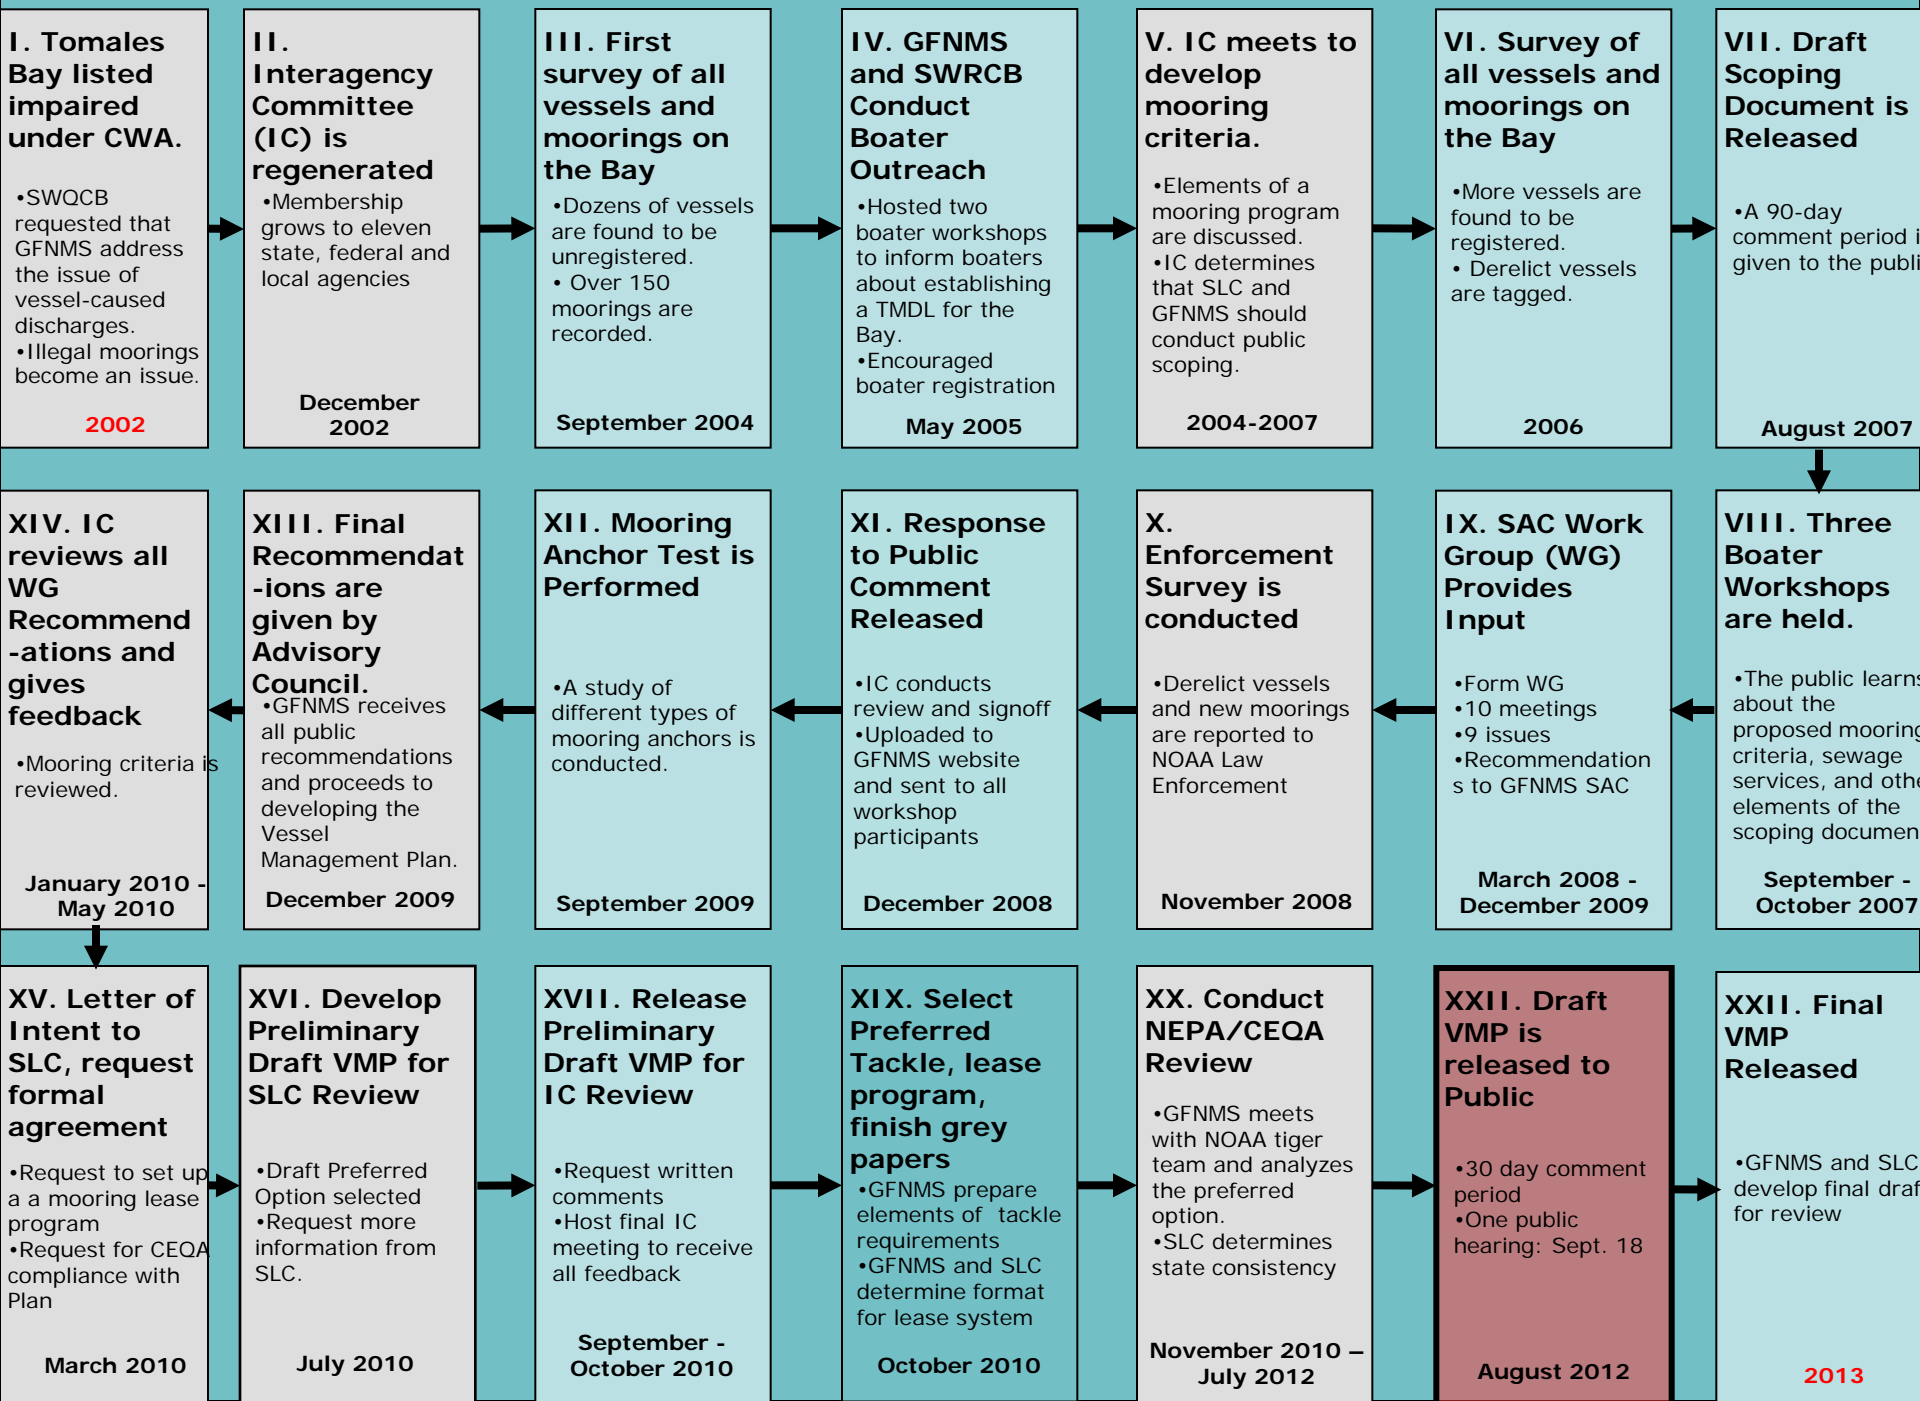 I. Tomales
Bay listed
impaired
under CWA.
•SWQCB
requested that
GFNMS address
the issue of
vessel-caused
discharges.
•Illegal moorings
become an issue.
2002
II.
Interagency
Committee
(IC) is
regenerated
•Membership
grows to eleven
state, federal and
local agencies
December
2002
III. First
survey of all
vessels and
moorings on
the Bay
•Dozens of vessels
are found to be
unregistered.
• Over 150
moorings are
recorded.
September 2004
IV. GFNMS
and SWRCB
Conduct
Boater
Outreach
•Hosted two
boater workshops
to inform boaters
about establishing
a TMDL for the
Bay.
•Encouraged
boater registration
May 2005
V. IC meets to
develop
mooring
criteria.
•Elements of a
mooring program
are discussed.
•IC determines
that SLC and
GFNMS should
conduct public
scoping.
2004-2007
VI. Survey of
all vessels and
moorings on
the Bay
•More vessels are
found to be
registered.
• Derelict vessels
are tagged.
2006
VII. Draft
Scoping
Document is
Released
•A 90-day
comment period
given to the
August 2007
VIII. Three
Boater
Workshops
are held.
•The public
about the
proposed
criteria, sewage
services, and
elements of the
scoping
September -
October 2007
IX. SAC Work
Group (WG)
Provides
Input
•Form WG
•10 meetings
•9 issues
•Recommendation
s to GFNMS SAC
March 2008 -
December 2009
X.
Enforcement
Survey is
conducted
•Derelict vessels
and new moorings
are reported to
NOAA Law
Enforcement
November 2008
XI. Response
to Public
Comment
Released
•IC conducts
review and signoff
•Uploaded to
GFNMS website
and sent to all
workshop
participants
December 2008
XII. Mooring
Anchor Test is
Performed
•A study of
different types of
mooring anchors is
conducted.
September 2009
XIII. Final
Recommendat
-ions are
given by
Advisory
Council.
•GFNMS receives
all public
recommendations
and proceeds to
developing the
Vessel
Management Plan.
December 2009
XIV. IC
reviews all
WG
Recommend
-ations and
gives
feedback
•Mooring criteria is
reviewed.
January 2010 -
May 2010
XV. Letter of
Intent to
SLC, request
formal
agreement
•Request to set up
a a mooring lease
program
•Request for CEQA
compliance with
Plan
March 2010
XVI. Develop
Preliminary
Draft VMP for
SLC Review
•Draft Preferred
Option selected
•Request more
information from
SLC.
July 2010
XVII. Release
Preliminary
Draft VMP for
IC Review
•Request written
comments
•Host final IC
meeting to receive
all feedback
September -
October 2010
XIX. Select
Preferred
Tackle, lease
program,
finish grey
papers
•GFNMS prepare
elements of tackle
requirements
•GFNMS and SLC
determine format
for lease system
October 2010
XX. Conduct
NEPA/CEQA
Review
•GFNMS meets
with NOAA tiger
team and analyzes
the preferred
option.
•SLC determines
state consistency
November 2010 –
July 2012
XXII. Draft
VMP is
released to
Public
•30 day comment
period
•One public
hearing: Sept. 18
August 2012
XXII. Final
VMP
Released
•GFNMS and SLC
develop final
for review
2013